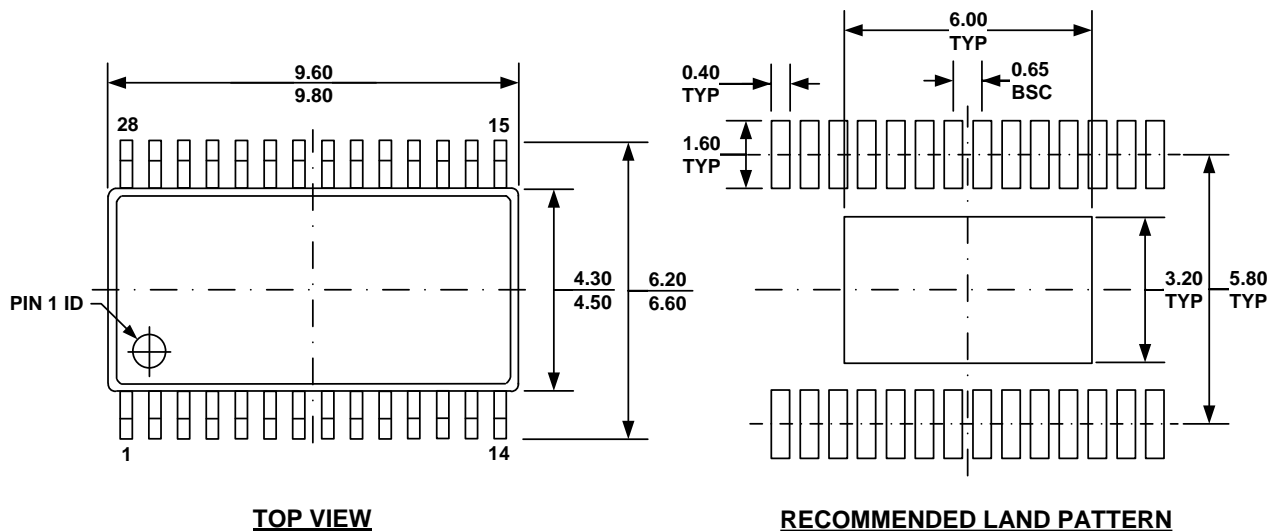 9.60
9.80
28
15
PIN 1 ID
4.30
4.50
6.20
6.60
1
14
TOP VIEW
6.00
TYP
0.40
TYP
0.65
BSC
1.60
TYP
3.20
TYP
5.80
TYP
RECOMMENDED LAND PATTERN